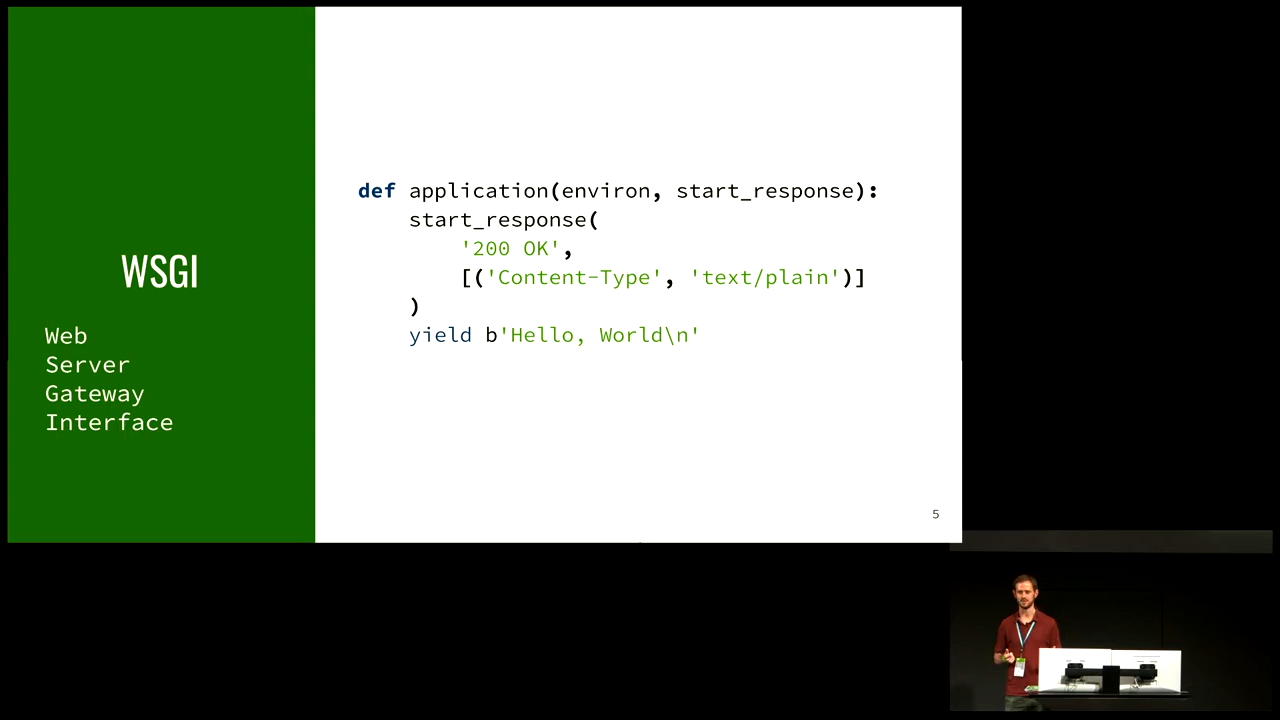 WSGI
Web
Server
Gateway
Interface
def application(environ, start_response):
    start_response(
        '200 OK',
        [('Content-Type', 'text/plain')]
    )
    yield b'Hello, World\n'
5